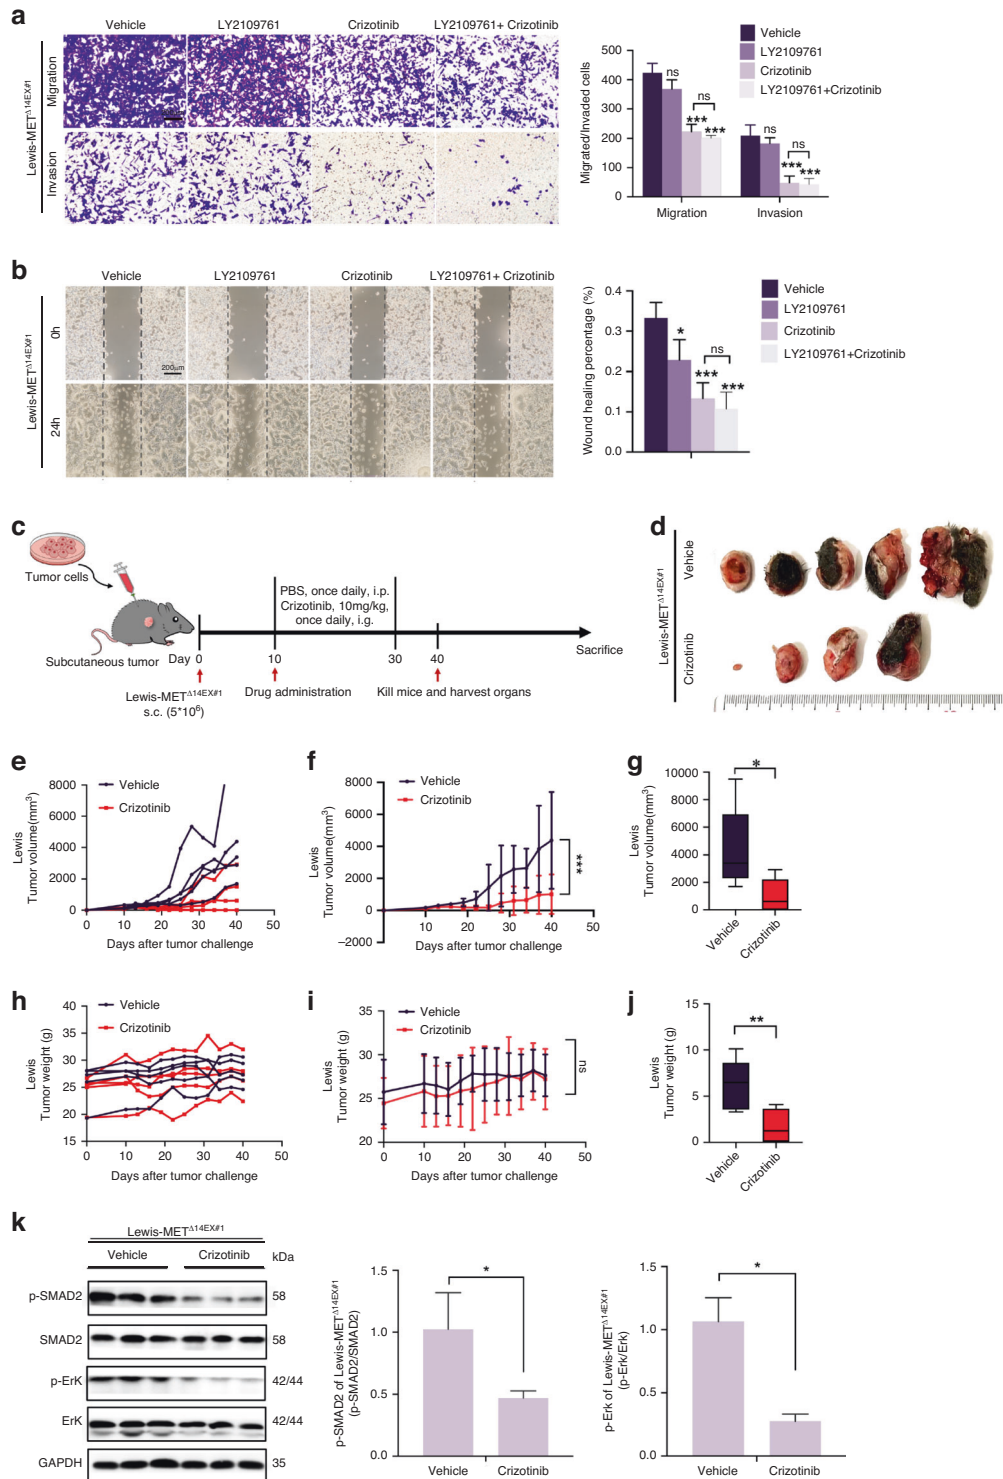 a
Vehicle
LY2109761
Crizotinib
LY2109761+ Crizotinib
Lewis-METΔ14EX#1
Migration
Invasion
Migrated/Invaded cells
500
400
300
200
100
0
ns
ns
***
***
ns
ns
***
***
Migration
Invasion
Vehicle
LY2109761
Crizotinib
LY2109761+Crizotinib
b
Vehicle
LY2109761
Crizotinib
LY2109761+ Crizotinib
Lewis-METΔ14EX#1
0h
24h
200μm
Wound healing percentage (%)
0.4
0.3
0.2
0.1
0.0
*
ns
***
***
Vehicle
LY2109761
Crizotinib
LY2109761+Crizotinib
c
Tumor cells
Subcutaneous tumor
PBS, once daily, i.p.
Crizotinib, 10mg/kg,
once daily, i.g.
Day
0
10
30
40
Sacrifice
Lewis-METΔ14EX#1
s.c. (5*10⁶)
Drug administration
Kill mice and harvest organs
d
Lewis-METΔ14EX#1
Vehicle
Crizotinib
e
Lewis
Tumor volume(mm³)
8000
6000
4000
2000
0
Vehicle
Crizotinib
0 10 20 30 40 50
Days after tumor challenge
f
Lewis
Tumor volume(mm³)
8000
6000
4000
2000
0
−2000
Vehicle
Crizotinib
***
10 20 30 40 50
Days after tumor challenge
g
Lewis
Tumor volume(mm³)
10000
8000
6000
4000
2000
0
*
Vehicle
Crizotinib
h
Lewis
Tumor weight (g)
40
35
30
25
20
15
Vehicle
Crizotinib
0 10 20 30 40 50
Days after tumor challenge
i
Lewis
Tumor weight (g)
35
30
25
20
Vehicle
Crizotinib
ns
0 10 20 30 40 50
Days after tumor challenge
j
Lewis
Tumor weight (g)
15
10
5
0
**
Vehicle
Crizotinib
k
Lewis-METΔ14EX#1
Vehicle
Crizotinib
kDa
p-SMAD2
58
SMAD2
58
p-ErK
42/44
ErK
42/44
GAPDH
35
p-SMAD2 of Lewis-METΔ14EX#1
(p-SMAD2/SMAD2)
1.5
1.0
0.5
0.0
*
Vehicle
Crizotinib
p-Erk of Lewis-METΔ14EX#1
(p-Erk/Erk)
1.5
1.0
0.5
0.0
*
Vehicle
Crizotinib